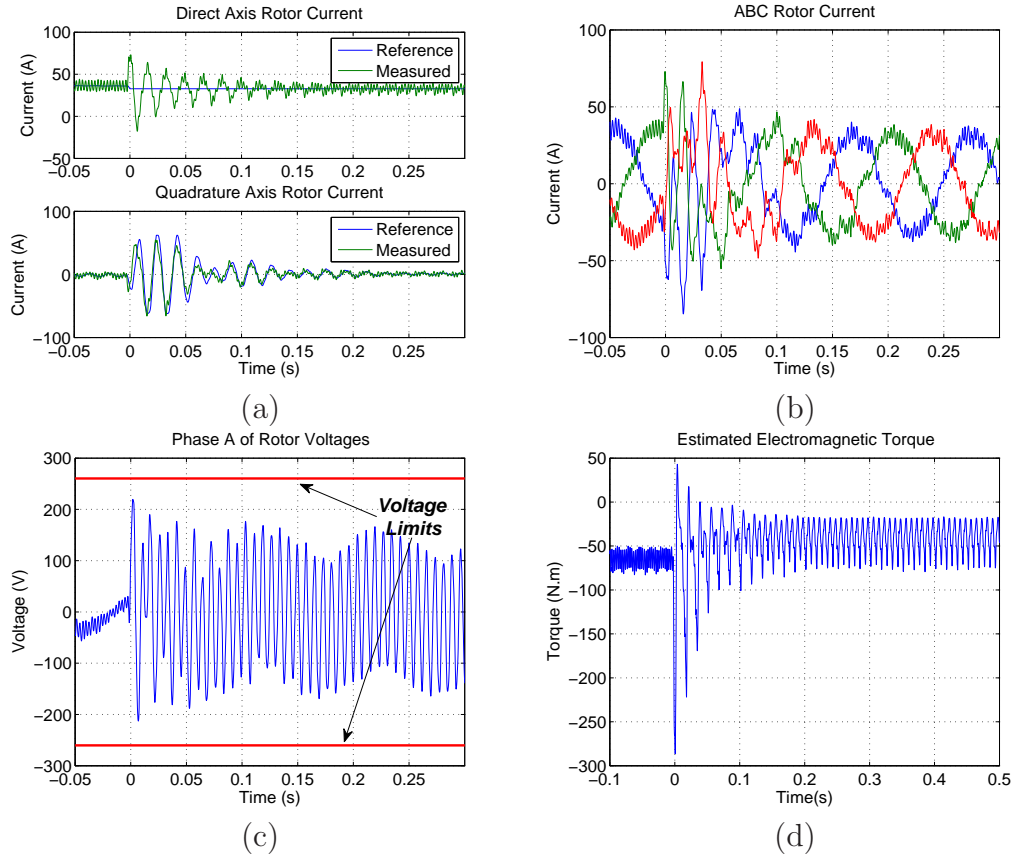 Direct Axis Rotor Current
100
50
0
−50
Current (A)
Reference
Measured
−0.05 0 0.05 0.1 0.15 0.2 0.25
Quadrature Axis Rotor Current
100
0
−100
Current (A)
Reference
Measured
−0.05 0 0.05 0.1 0.15 0.2 0.25
Time (s)
(a)
ABC Rotor Current
100
50
0
−50
−100
Current (A)
−0.05 0 0.05 0.1 0.15 0.2 0.25
Time (s)
(b)
Phase A of Rotor Voltages
300
200
100
0
−100
−200
−300
Voltage (V)
Voltage
Limits
−0.05 0 0.05 0.1 0.15 0.2 0.25
Time (s)
(c)
Estimated Electromagnetic Torque
50
0
−50
−100
−150
−200
−250
−300
Torque (N.m)
−0.1 0 0.1 0.2 0.3 0.4 0.5
Time(s)
(d)